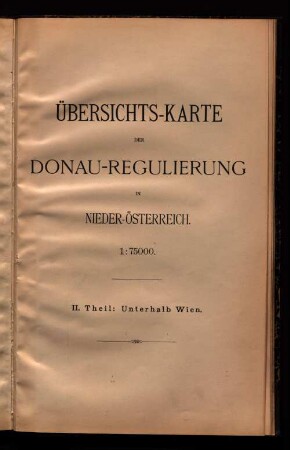 ÜBERSICHTS-KARTE
DER
DONAU-REGULIERUNG
IN
NIEDER-ÖSTERREICH.
1:75000.
II. Theil: Unterhalb Wien.